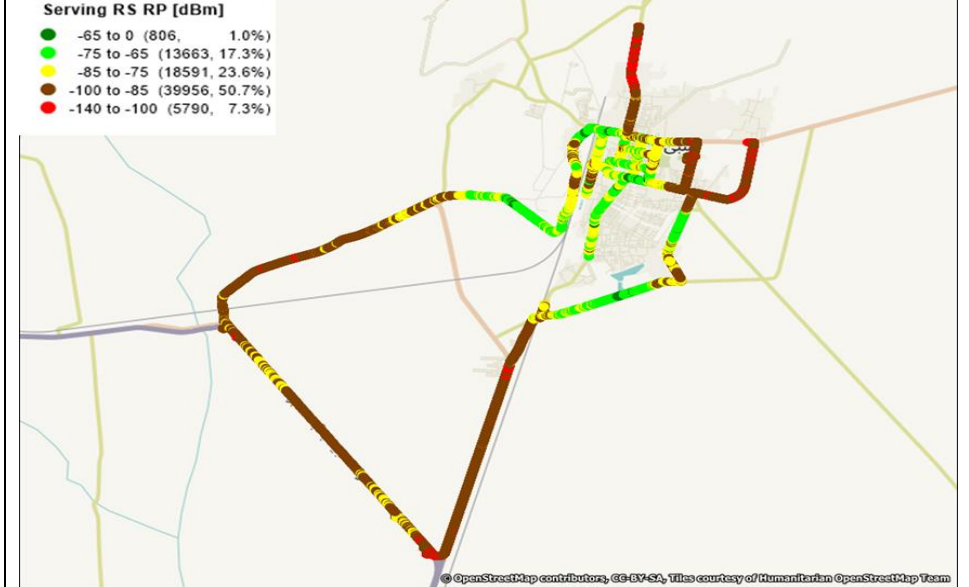 Serving RS RP [dBm]
-65 to 0 (806, 1.0%)
-75 to -65 (13663, 17.3%)
-85 to -75 (18591, 23.6%)
-100 to -85 (39956, 50.7%)
-140 to -100 (5790, 7.3%)
© OpenStreetMap contributors, CC-BY-SA, Tiles courtesy of Humanitarian OpenStreetMap Team